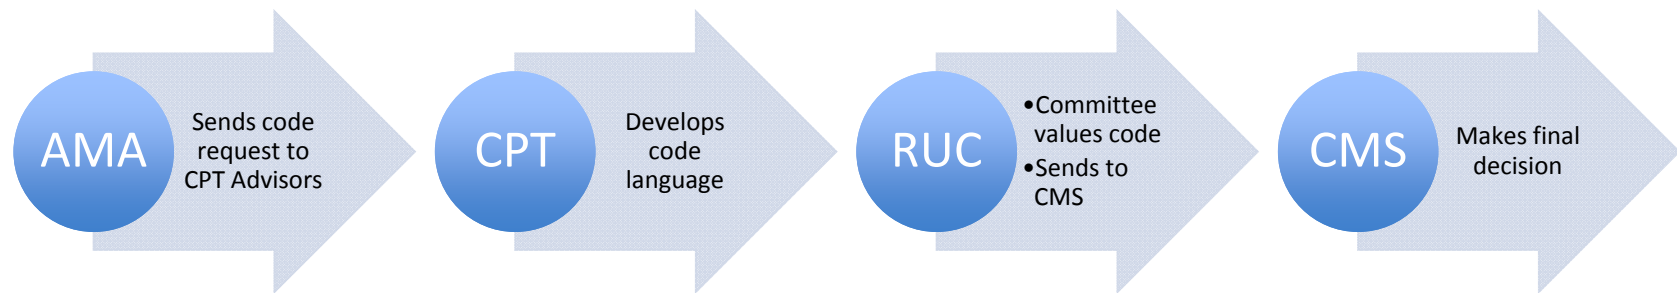 AMA
Sends code
request to
CPT Advisors
CPT
Develops
code
language
RUC
•Committee
values code
•Sends to
CMS
CMS
Makes final
decision